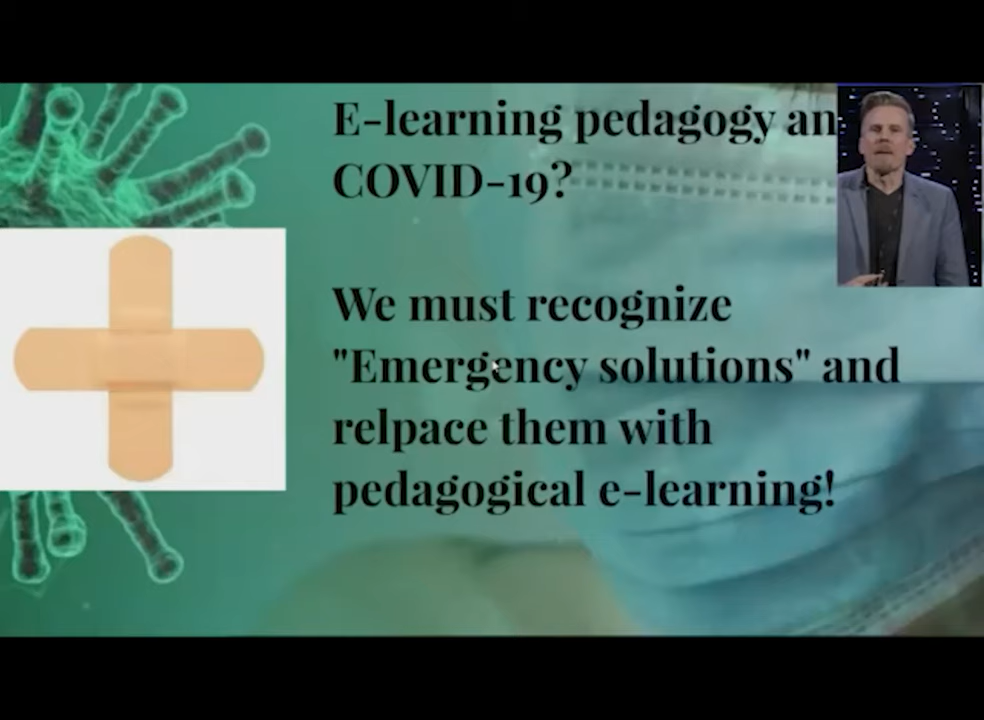 E-learning pedagogy an
COVID-19?
We must recognize
"Emergency solutions" and
relpace them with
pedagogical e-learning!